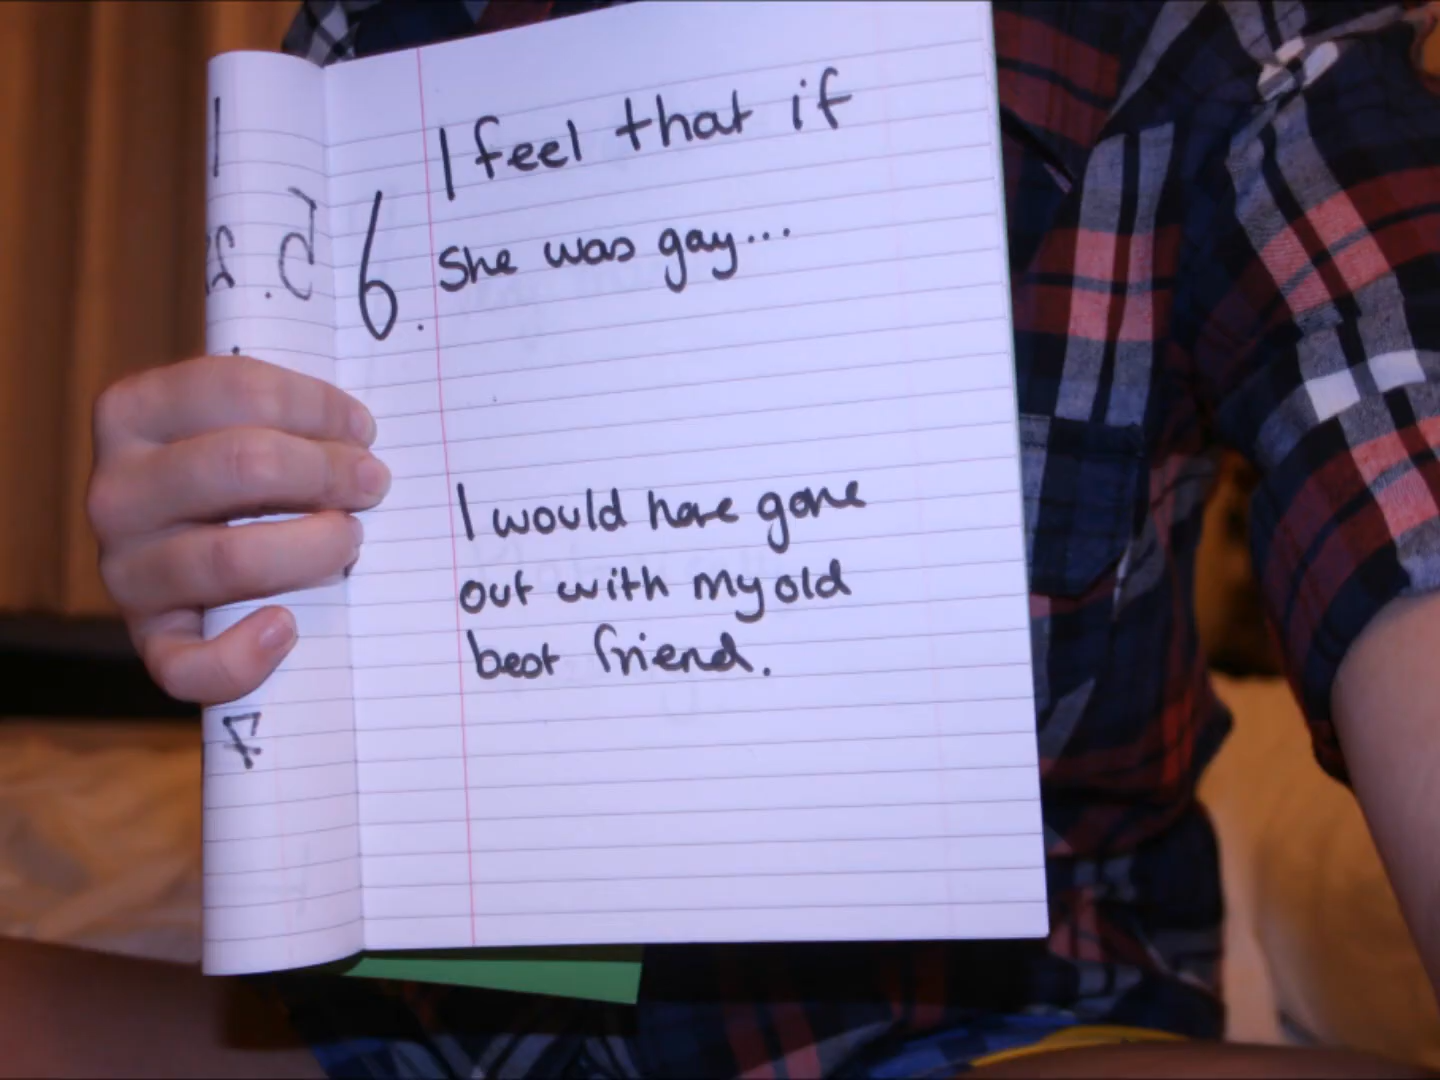 I feel that if
6. She was gay...
I would have gone
out with my old
best friend.